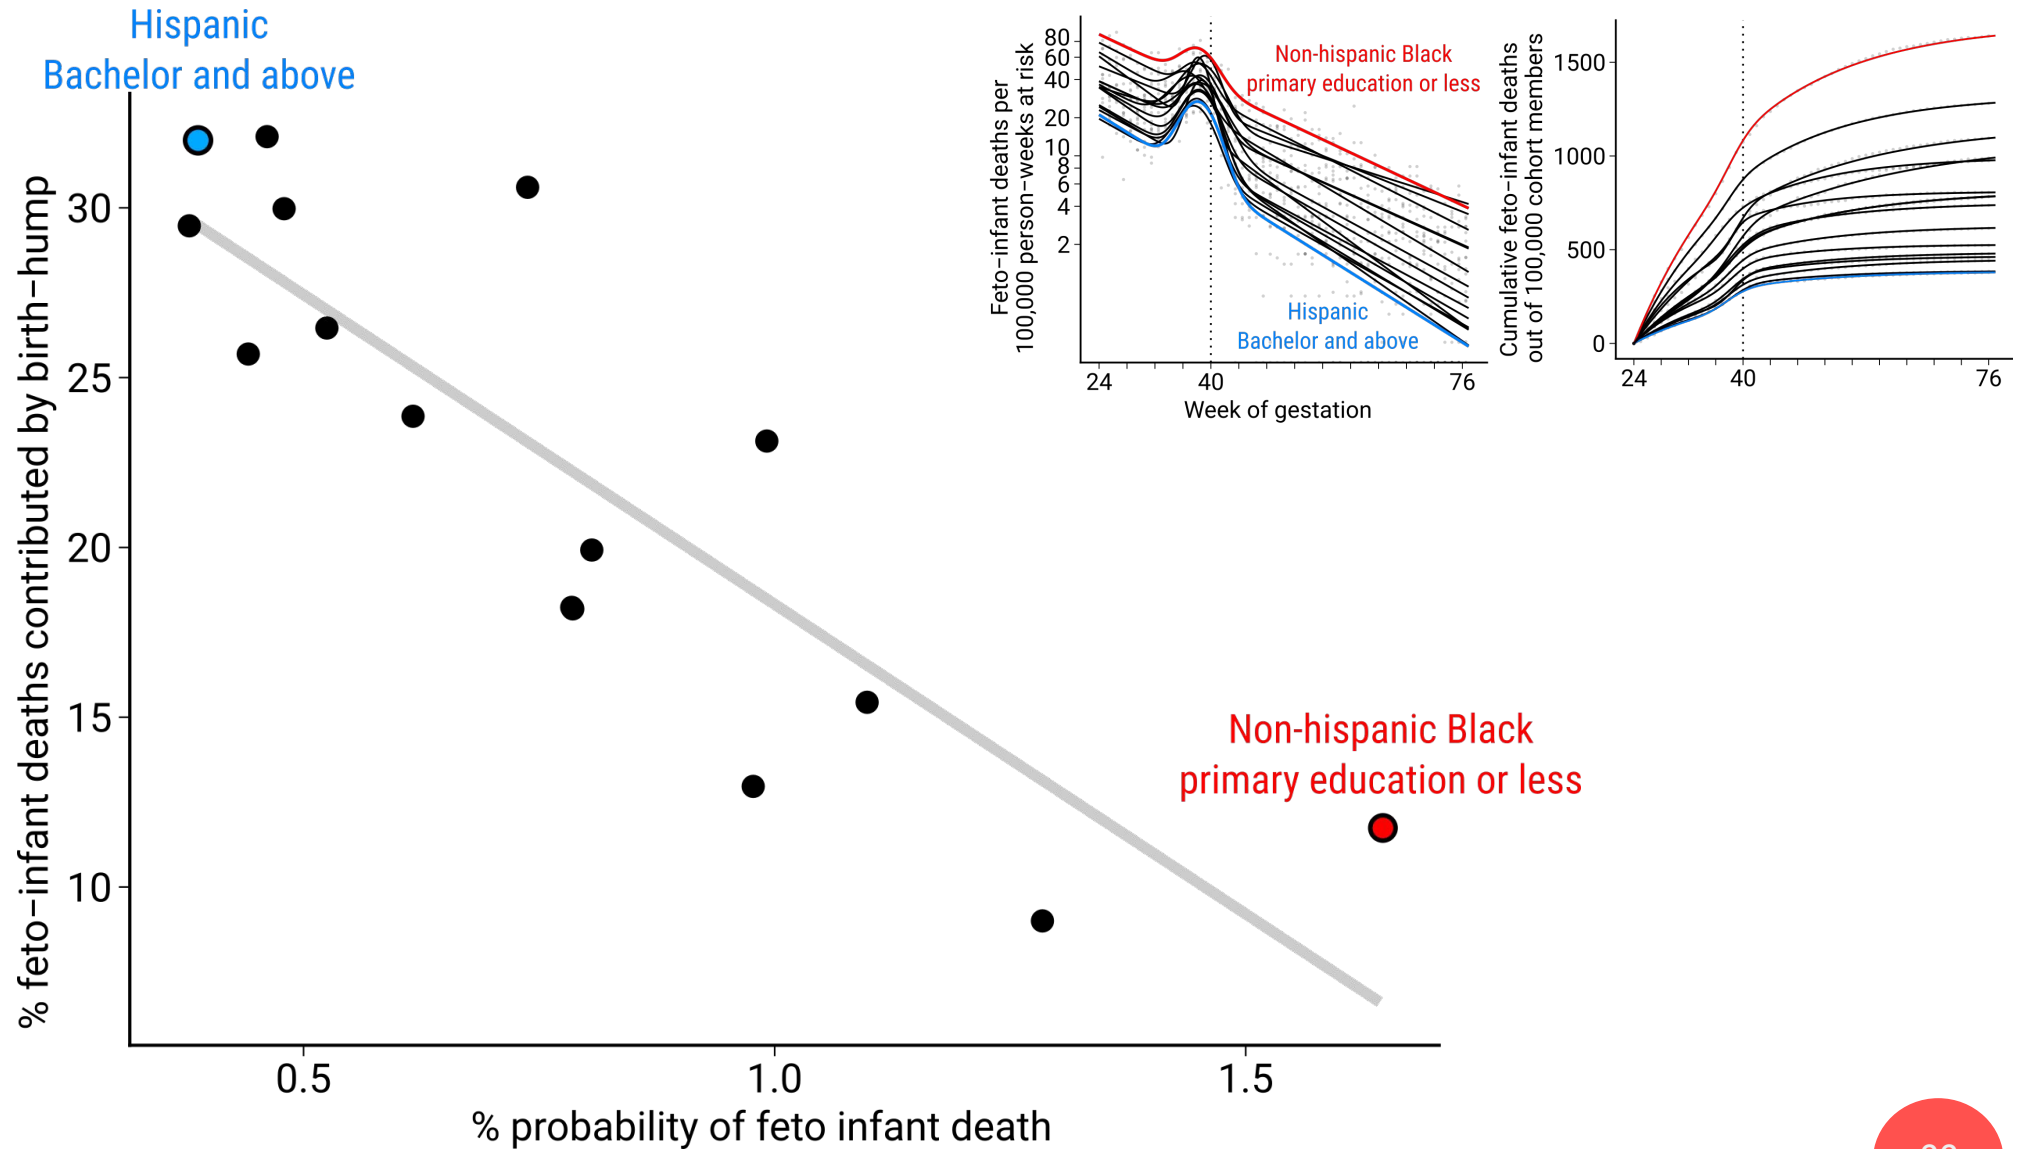 Hispanic
Bachelor and above
% feto-infant deaths contributed by birth-hump
30
25
20
15
10
0.5
1.0
1.5
% probability of feto infant death
Non-hispanic Black
primary education or less
Feto-infant deaths per
100,000 person-weeks at risk
80
60
40
20
10
8
6
4
2
Non-hispanic Black
primary education or less
Hispanic
Bachelor and above
24
40
76
Week of gestation
Cumulative feto-infant deaths
out of 100,000 cohort members
1500
1000
500
0
24
40
76